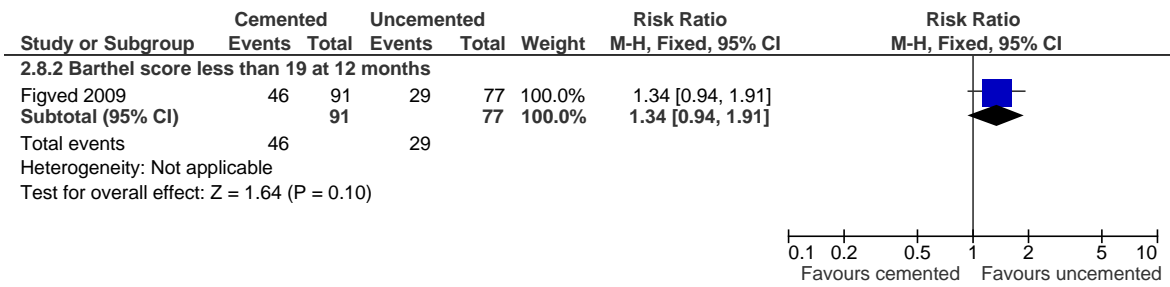 Cemented Uncemented Risk Ratio Risk Ratio
Study or Subgroup Events Total Events Total Weight M-H, Fixed, 95% CI M-H, Fixed, 95% CI
2.8.2 Barthel score less than 19 at 12 months
Figved 2009 46 91 29 77 100.0% 1.34 [0.94, 1.91]
Subtotal (95% CI) 91 77 100.0% 1.34 [0.94, 1.91]
Total events 46 29
Heterogeneity: Not applicable
Test for overall effect: Z = 1.64 (P = 0.10)
0.1 0.2 0.5 1 2 5 10
Favours cemented Favours uncemented